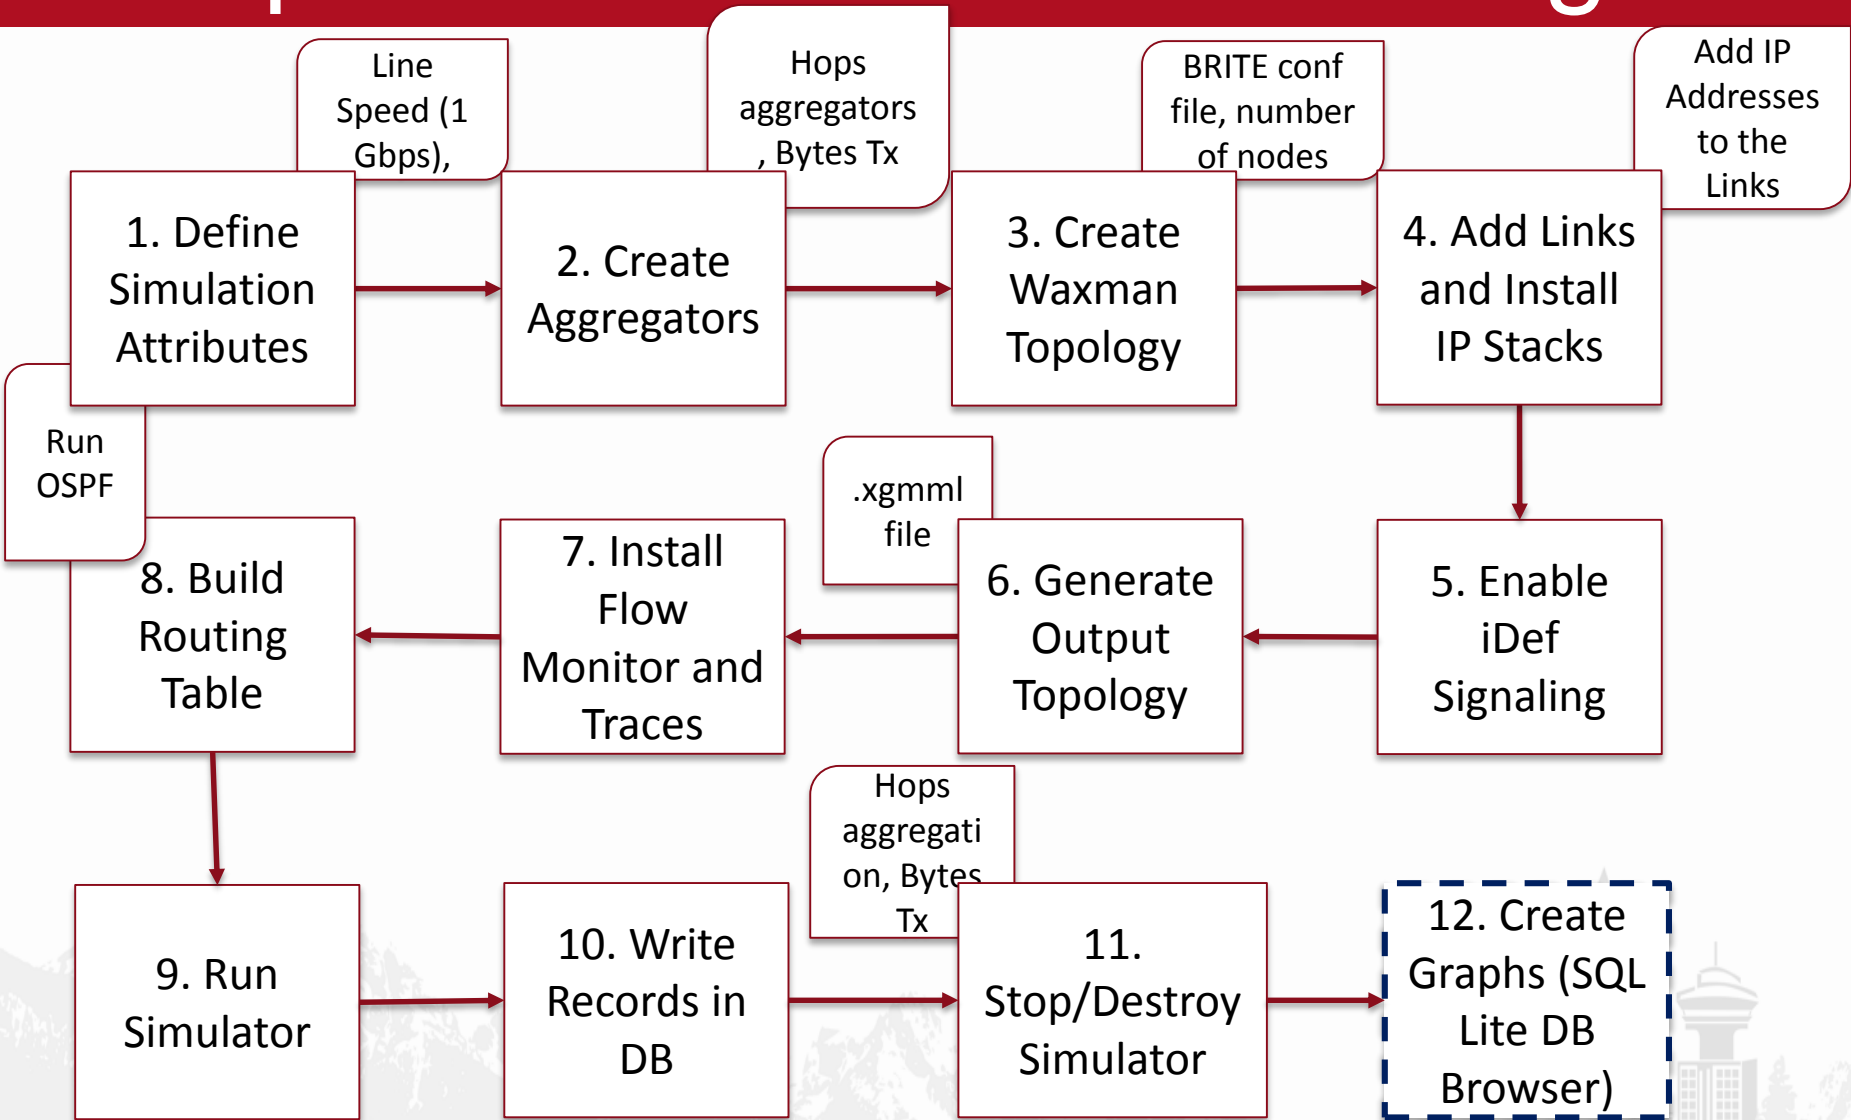 Line
Speed (1
Gbps),
Hops
aggregators
, Bytes Tx
BRITE conf
file, number
of nodes
Add IP
Addresses
to the
Links
1. Define
Simulation
Attributes
2. Create
Aggregators
3. Create
Waxman
Topology
4. Add Links
and Install
IP Stacks
Run
OSPF
.xgmml
file
8. Build
Routing
Table
7. Install
Flow
Monitor and
Traces
6. Generate
Output
Topology
5. Enable
iDef
Signaling
Hops
aggregati
on, Bytes
Tx
9. Run
Simulator
10. Write
Records in
DB
11.
Stop/Destroy
Simulator
12. Create
Graphs (SQL
Lite DB
Browser)